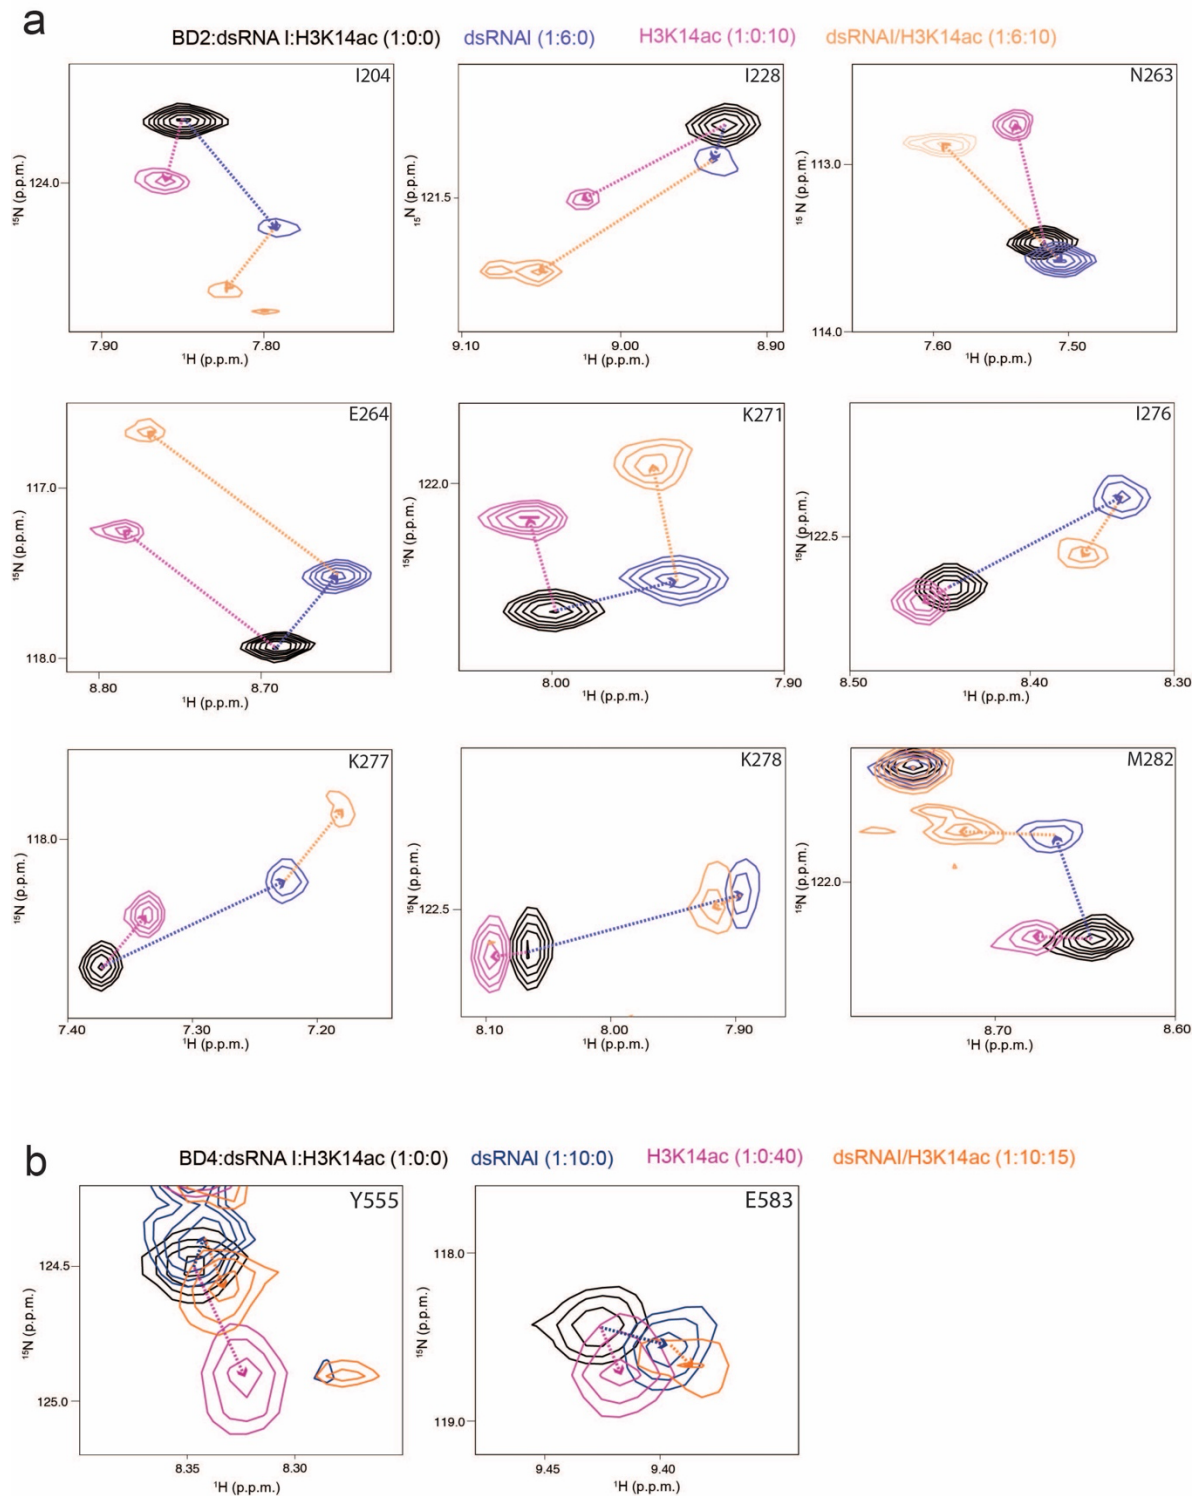 a
BD2:dsRNA I:H3K14ac (1:0:0) dsRNAI (1:6:0) H3K14ac (1:0:10) dsRNAI/H3K14ac (1:6:10)
I204
¹⁵N (p.p.m.)
124.0
7.90 7.80
¹H (p.p.m.)
I228
¹⁵N (p.p.m.)
121.5
9.10 9.00 8.90
¹H (p.p.m.)
N263
¹⁵N (p.p.m.)
113.0
114.0
7.60 7.50
¹H (p.p.m.)
E264
¹⁵N (p.p.m.)
117.0
118.0
8.80 8.70
¹H (p.p.m.)
K271
¹⁵N (p.p.m.)
122.0
8.00 7.90
¹H (p.p.m.)
I276
¹⁵N (p.p.m.)
122.5
8.50 8.40 8.30
¹H (p.p.m.)
K277
¹⁵N (p.p.m.)
118.0
7.40 7.30 7.20
¹H (p.p.m.)
K278
¹⁵N (p.p.m.)
122.5
8.10 8.00 7.90
¹H (p.p.m.)
M282
¹⁵N (p.p.m.)
122.0
8.70 8.60
¹H (p.p.m.)
b
BD4:dsRNA I:H3K14ac (1:0:0) dsRNAI (1:10:0) H3K14ac (1:0:40) dsRNAI/H3K14ac (1:10:15)
Y555
¹⁵N (p.p.m.)
124.5
125.0
8.35 8.30
¹H (p.p.m.)
E583
¹⁵N (p.p.m.)
118.0
119.0
9.45 9.40
¹H (p.p.m.)